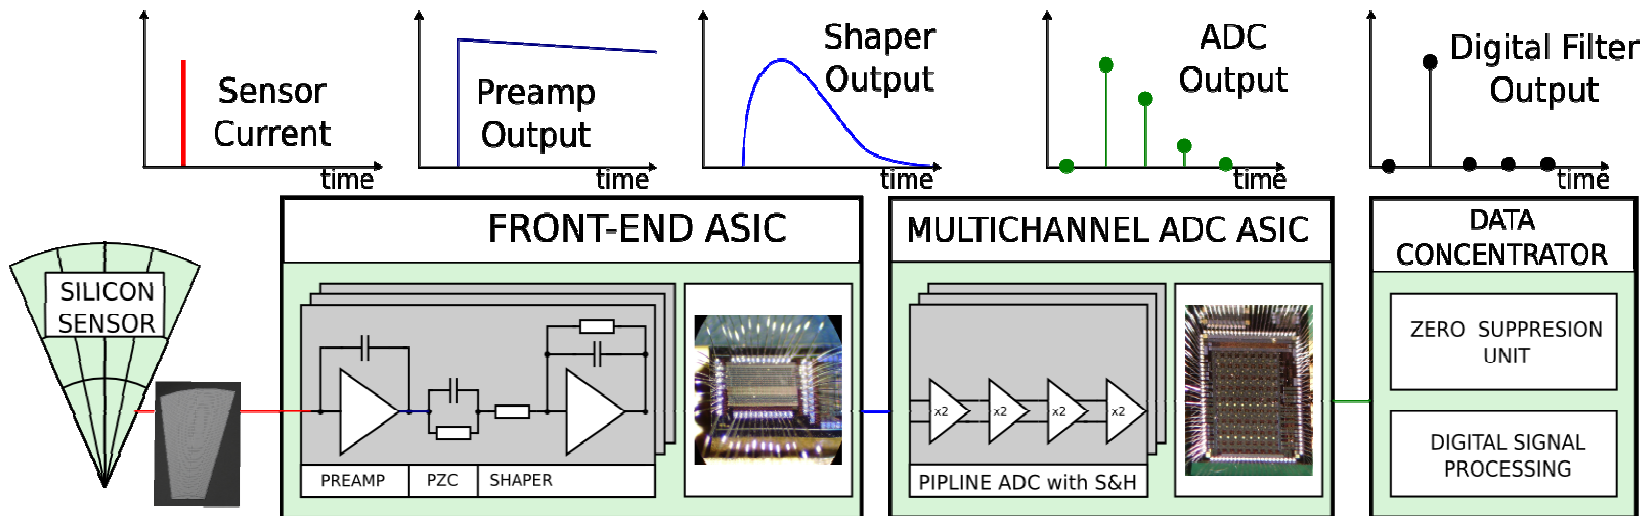 Sensor
Current
time
Preamp
Output
time
Shaper
Output
time
ADC
Output
time
Digital Filter
Output
time
SILICON
SENSOR
FRONT-END ASIC
PREAMP
PZC
SHAPER
MULTICHANNEL ADC ASIC
x2
x2
x2
x2
PIPLINE ADC with S&H
DATA
CONCENTRATOR
ZERO SUPPRESION
UNIT
DIGITAL SIGNAL
PROCESSING